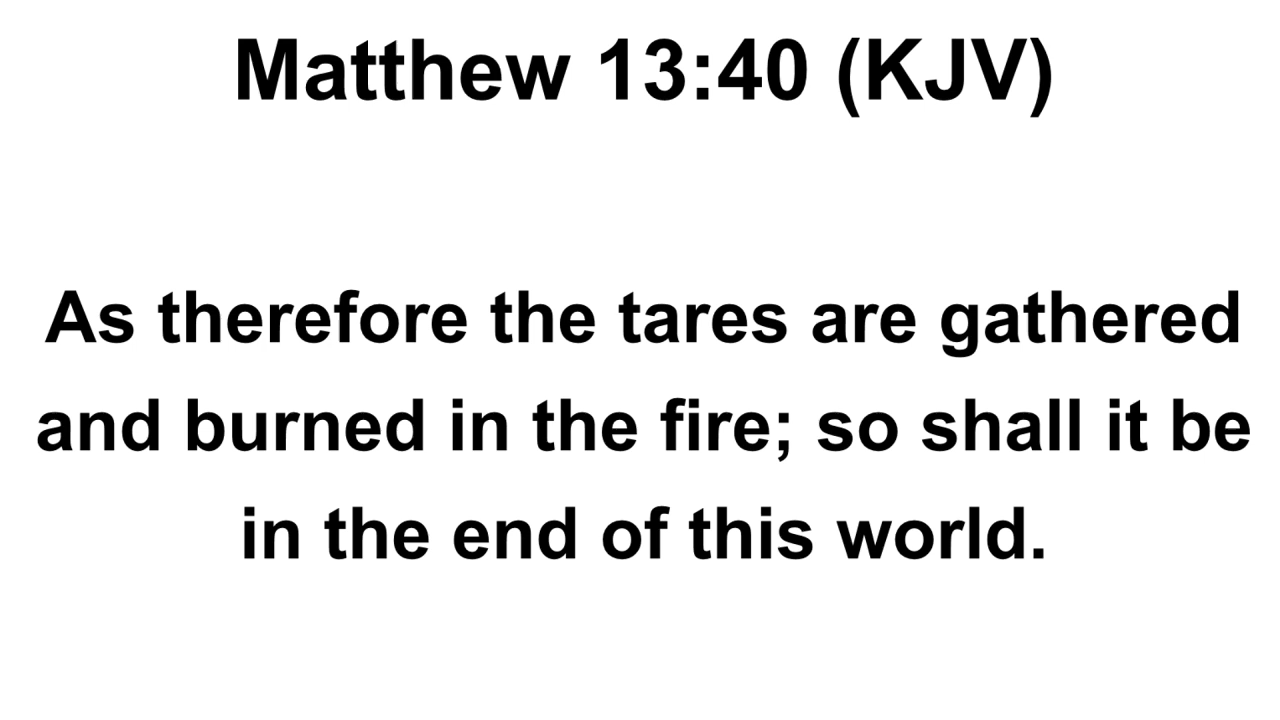 Matthew 13:40 (KJV)
As therefore the tares are gathered
and burned in the fire; so shall it be
in the end of this world.